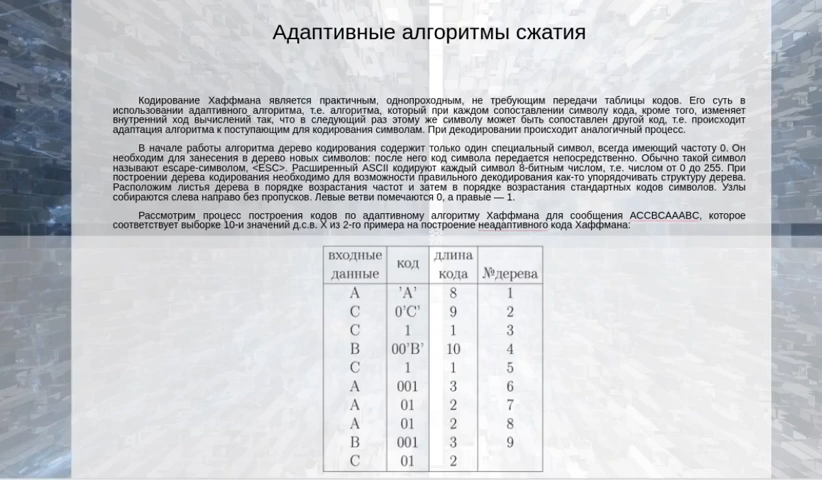 Адаптивные алгоритмы сжатия
Кодирование Хаффмана является практичным, однопроходным, не требующим передачи таблицы кодов. Его суть в
использовании адаптивного алгоритма, т.е. алгоритма, который при каждом сопоставлении символу кода, кроме того, изменяет
внутренний ход вычислений так, что в следующий раз этому же символу может быть сопоставлен другой код, т.е. происходит
адаптация алгоритма к поступающим для кодирования символам. При декодировании происходит аналогичный процесс.
В начале работы алгоритма дерево кодирования содержит только один специальный символ, всегда имеющий частоту 0. Он
необходим для занесения в дерево новых символов: после него код символа передается непосредственно. Обычно такой символ
называют escape-символом, <ESC>. Расширенный ASCII кодируют каждый символ 8-битным числом, т.е. числом от 0 до 255. При
построении дерева кодирования необходимо для возможности правильного декодирования как-то упорядочивать структуру дерева.
Расположим листья дерева в порядке возрастания частот и затем в порядке возрастания стандартных кодов символов. Узлы
собираются слева направо без пропусков. Левые ветви помечаются 0, а правые — 1.
Рассмотрим процесс построения кодов по адаптивному алгоритму Хаффмана для сообщения ACCBCAAABC, которое
соответствует выборке 10-и значений д.с.в. X из 2-го примера на построение неадаптивного кода Хаффмана:
входные данные код длина кода №дерева
A 'A' 8 1
C 0'C' 9 2
C 1 1 3
B 00'B' 10 4
C 1 1 5
A 001 3 6
A 01 2 7
A 01 2 8
B 001 3 9
C 01 2